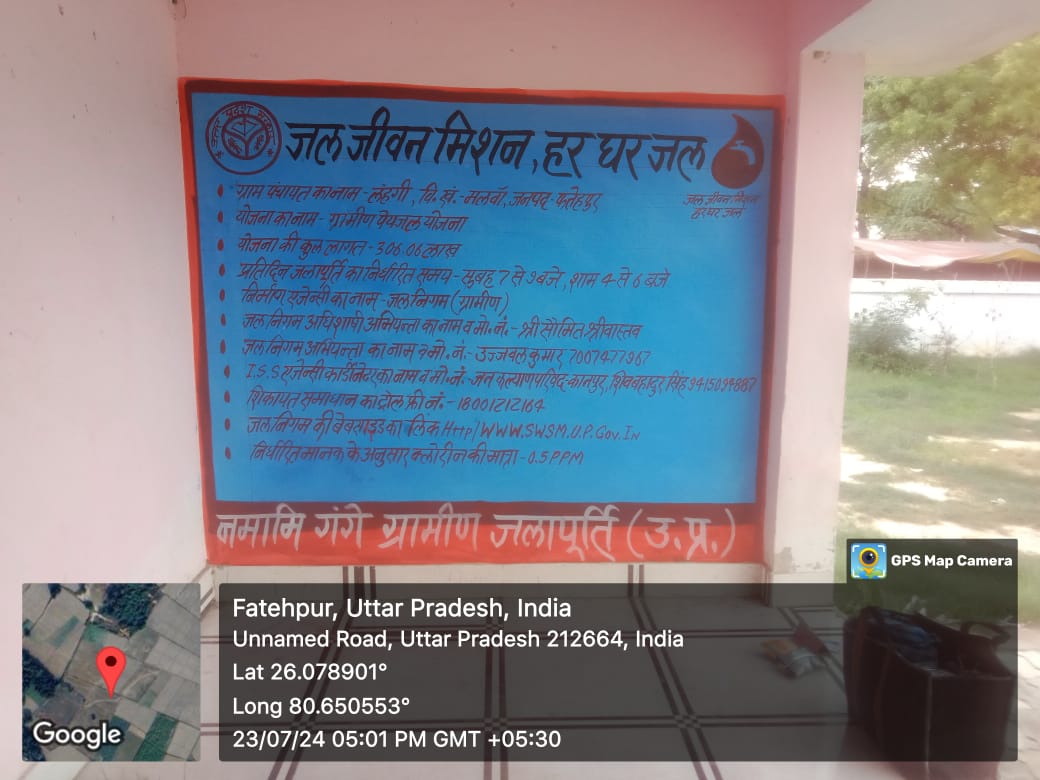 जल जीवन मिशन, हर घर जल
जल जीवन मिशन
हर घर जल
ग्राम पंचायत का नाम - लंहगी, वि. ख. - मलवॉ, जनपद - फतेहपुर
योजना का नाम - ग्रामीण पेयजल योजना
योजना की कुल लागत - 306.06 लाख
प्रतिदिन जलापूर्ति का निर्धारित समय - सुबह 7 से 9 बजे, शाम 4 से 6 बजे
निर्माण एजेन्सी का नाम - जल निगम (ग्रामीण)
जल निगम अधिशाषी अभियन्ता का नाम व मो. नं. - श्री सौमित श्रीवास्तव
जल निगम अभियन्ता का नाम व मो. नं. - उज्जवल कुमार 7007477967
I.S.S एजेन्सी कार्डीनेटर का नाम व मो. नं. - जन कल्याण परिषद कानपुर, शिवबहादुर सिंह
शिकायत समाधान का टोल फ्री नं. - 18001212164
जल निगम की वेबसाइड का लिंक Http/WWW.SWSM.U.P.Gov.In
निर्धारित मानक के अनुसार क्लोरीन की मात्रा - 0.5 PPM
नमामि गंगे ग्रामीण जलापूर्ति (उ.प्र.)
GPS Map Camera
Fatehpur, Uttar Pradesh, India
Unnamed Road, Uttar Pradesh 212664, India
Lat 26.078901°
Long 80.650553°
23/07/24 05:01 PM GMT +05:30
Google